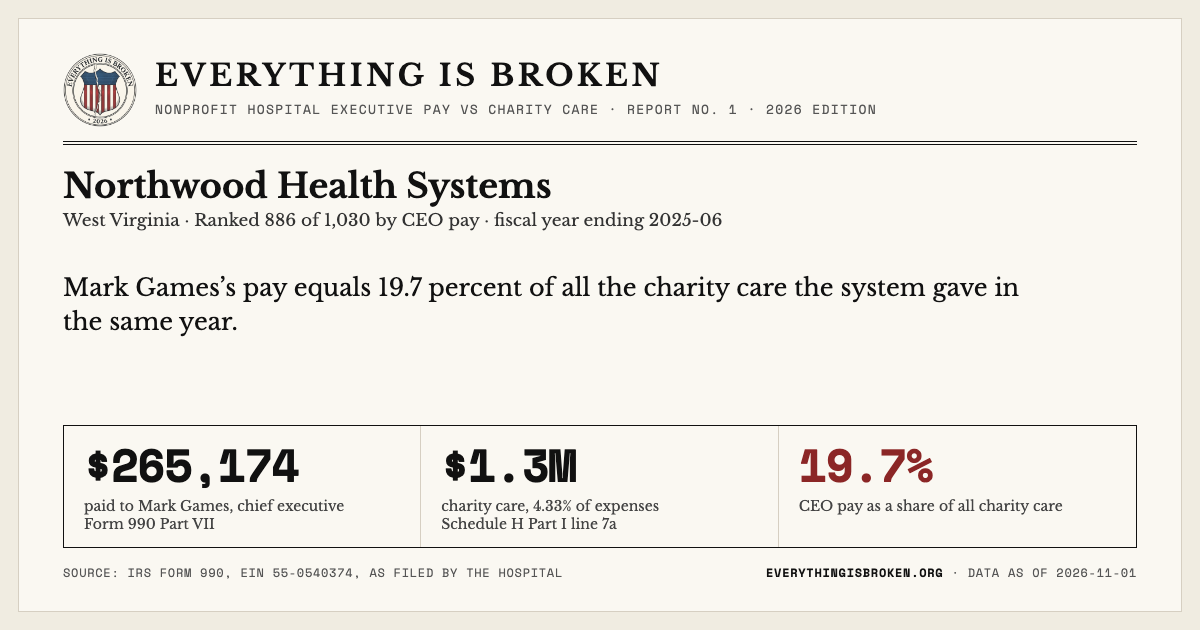 EVERYTHING IS BROKEN
2026
EVERYTHING IS BROKEN
NONPROFIT HOSPITAL EXECUTIVE PAY VS CHARITY CARE · REPORT NO. 1 · 2026 EDITION
Northwood Health Systems
West Virginia · Ranked 886 of 1,030 by CEO pay · fiscal year ending 2025-06
Mark Games’s pay equals 19.7 percent of all the charity care the system gave in
the same year.
$265,174
paid to Mark Games, chief executive
Form 990 Part VII
$1.3M
charity care, 4.33% of expenses
Schedule H Part I line 7a
19.7%
CEO pay as a share of all charity care
SOURCE: IRS FORM 990, EIN 55-0540374, AS FILED BY THE HOSPITAL
EVERYTHINGISBROKEN.ORG · DATA AS OF 2026-11-01